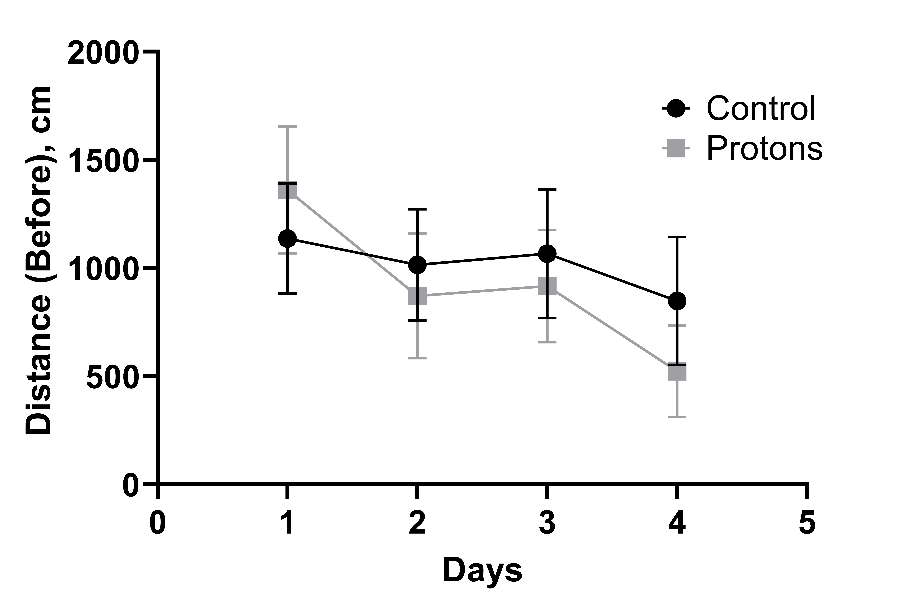 Distance (Before), cm
2000
1500
1000
500
0
Control
Protons
0 1 2 3 4 5
Days